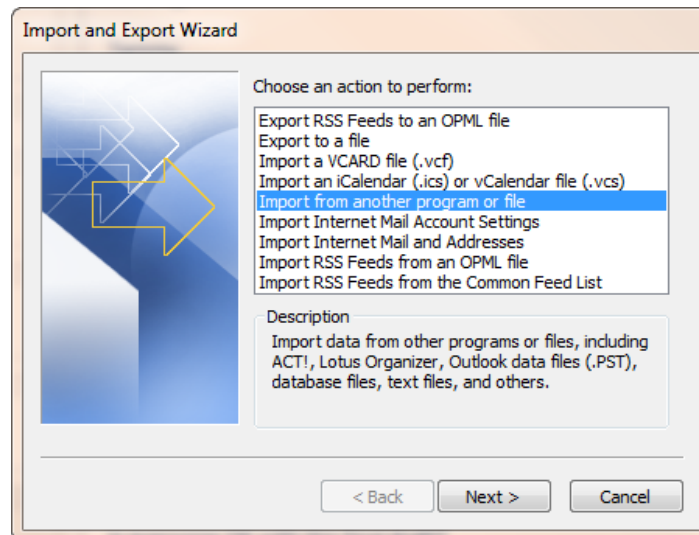 Import and Export Wizard
Choose an action to perform:
Export RSS Feeds to an OPML file
Export to a file
Import a VCARD file (.vcf)
Import an iCalendar (.ics) or vCalendar file (.vcs)
Import from another program or file
Import Internet Mail Account Settings
Import Internet Mail and Addresses
Import RSS Feeds from an OPML file
Import RSS Feeds from the Common Feed List
Description
Import data from other programs or files, including
ACT!, Lotus Organizer, Outlook data files (.PST),
database files, text files, and others.
< Back Next > Cancel